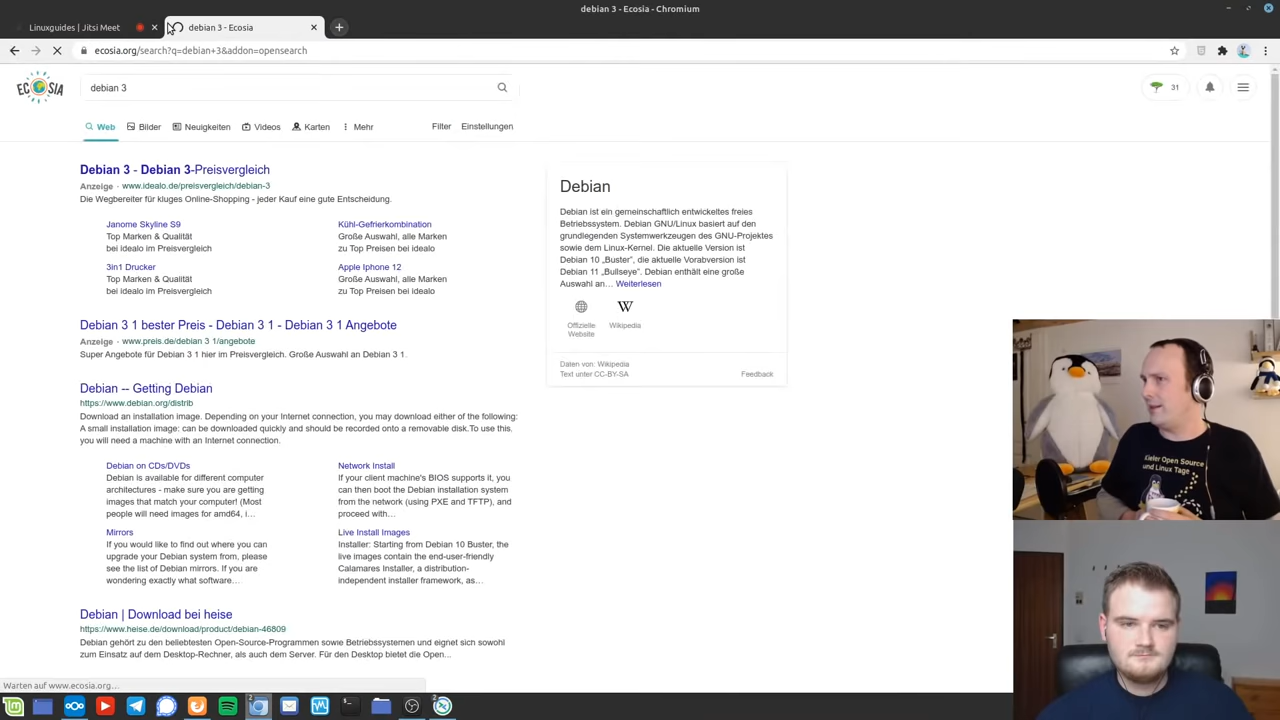 debian 3 - Ecosia - Chromium
Linuxguides | Jitsi Meet
debian 3 - Ecosia
ecosia.org/search?q=debian+3&addon=opensearch
ECOSIA
debian 3
31
Web
Bilder
Neuigkeiten
Videos
Karten
Mehr
Filter
Einstellungen
Debian 3 - Debian 3-Preisvergleich
Anzeige · www.idealo.de/preisvergleich/debian-3
Die Wegbereiter für kluges Online-Shopping - jeder Kauf eine gute Entscheidung.
Janome Skyline S9
Top Marken & Qualität
bei idealo im Preisvergleich
Kühl-Gefrierkombination
Große Auswahl, alle Marken
zu Top Preisen bei idealo
3in1 Drucker
Top Marken & Qualität
bei idealo im Preisvergleich
Apple Iphone 12
Große Auswahl, alle Marken
zu Top Preisen bei idealo
Debian 3 1 bester Preis - Debian 3 1 - Debian 3 1 Angebote
Anzeige · www.preis.de/debian 3 1/angebote
Super Angebote für Disean 3 1 hier im Preisvergleich. Große Auswahl an Debian 3 1.
Debian -- Getting Debian
https://www.debian.org/distrib
Download an installation image. Depending on your Internet connection, you may download either of the following:
A small installation image: can be downloaded quickly and should be recorded onto a removable disk.To use this,
you will need a machine with an Internet connection.
Debian on CDs/DVDs
Debian is available for different computer
architectures - make sure you are getting
images that match your computer! (Most
people will need images for amd64, i...
Network Install
If your client machine's BIOS supports it, you
can then boot the Debian installation system
from the network (using PXE and TFTP), and
proceed with...
Mirrors
If you would like to find out where you can
upgrade your Debian system from, please
see the list of Debian mirrors. If you are
wondering exactly what software...
Live Install Images
Installer: Starting from Debian 10 Buster, the
live images contain the end-user-friendly
Calamares Installer, a distribution-
independent installer framework, as...
Debian | Download bei heise
https://www.heise.de/download/product/debian-46809
Debian gehört zu den beliebtesten Open-Source-Programmen sowie Betriebssystemen und eignet sich sowohl
zum Einsatz auf dem Desktop-Rechner, als auch dem Server. Für den Desktop bietet die Open...
Debian
Debian ist ein gemeinschaftlich entwickeltes freies
Betriebssystem. Debian GNU/Linux basiert auf den
grundlegenden Systemwerkzeugen des GNU-Projektes
sowie dem Linux-Kernel. Die aktuelle Version ist
Debian 10 „Buster", die aktuelle Vorabversion ist
Debian 11 „Bullseye". Debian enthält eine große
Auswahl an... Weiterlesen
Offizielle
Website
Wikipedia
Daten von: Wikipedia
Text unter CC-BY-SA
Feedback
Kieler Open Source
und Linux Tage
Warten auf www.ecosia.org...